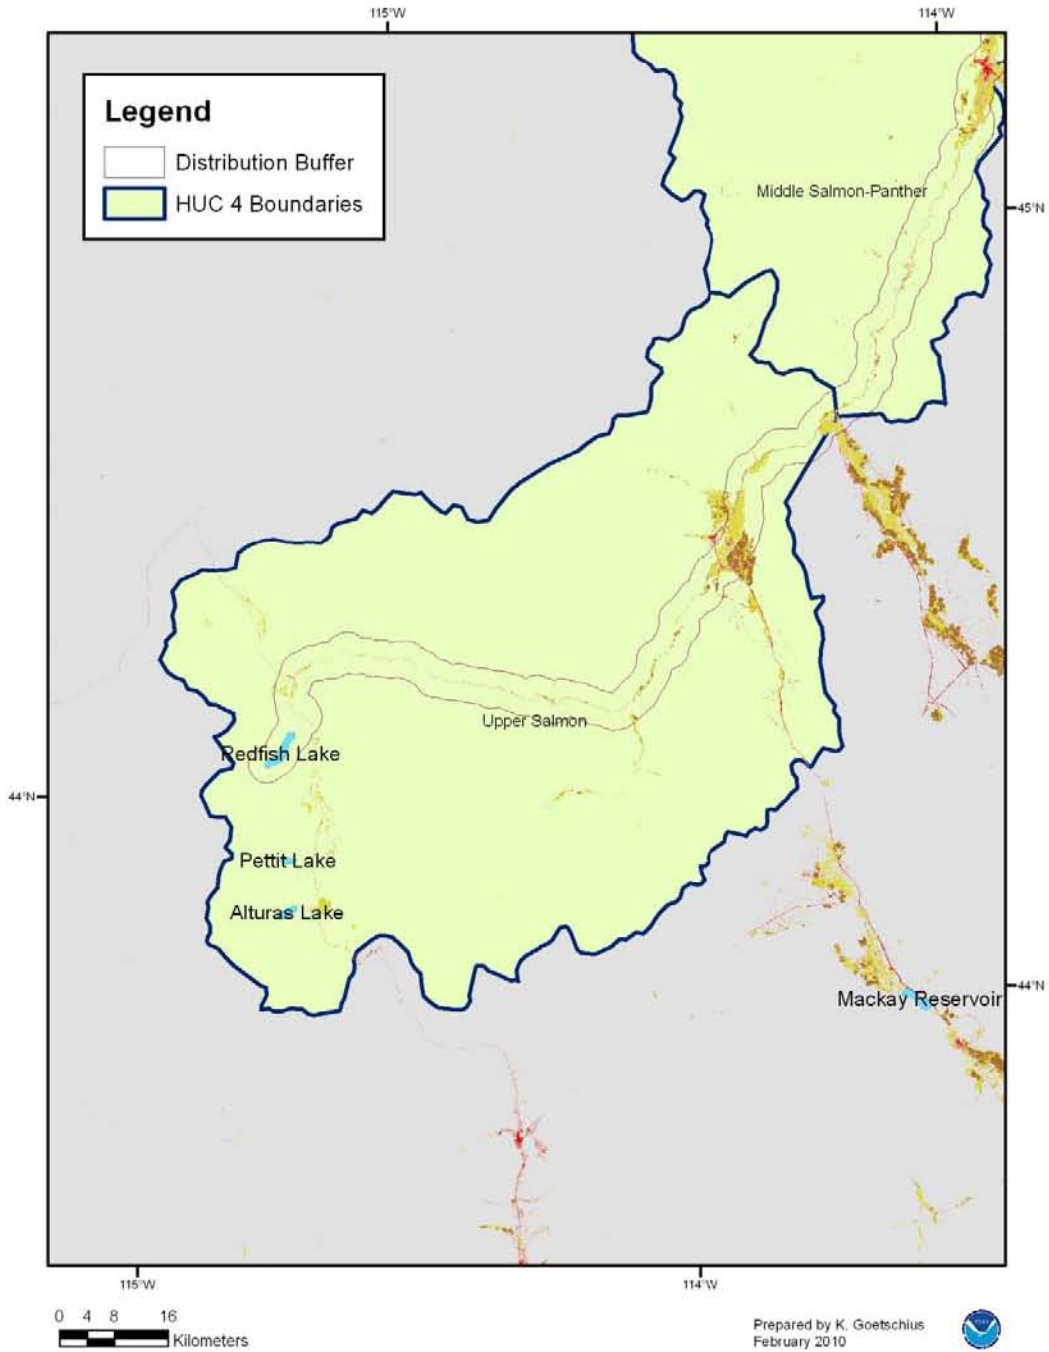 115°W
114°W
Legend
Distribution Buffer
HUC 4 Boundaries
Middle Salmon-Panther
45°N
Upper Salmon
Redfish Lake
44°N
Pettit Lake
Alturas Lake
44°N
Mackay Reservoir
115°W
114°W
0 4 8 16
Kilometers
Prepared by K. Goetschius
February 2010